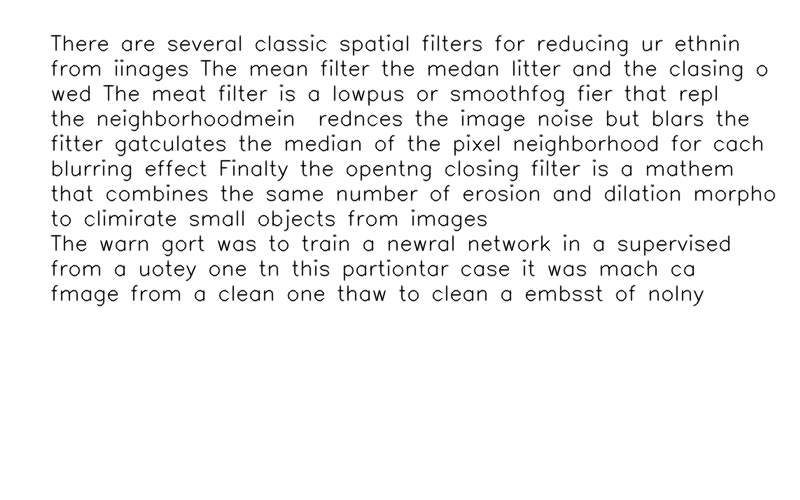 There are several classic spatial filters for reducing ur ethnin
from iinages The mean filter the medan litter and the clasing o
wed The meat filter is a lowpus or smoothfog fier that repl
the neighborhoodmein rednces the image noise but blars the
fitter gatculates the median of the pixel neighborhood for cach
blurring effect Finalty the opentng closing filter is a mathem
that combines the same number of erosion and dilation morpho
to climirate small objects from images
The warn gort was to train a newral network in a supervised
from a uotey one tn this partiontar case it was mach ca
fmage from a clean one thaw to clean a embsst of nolny